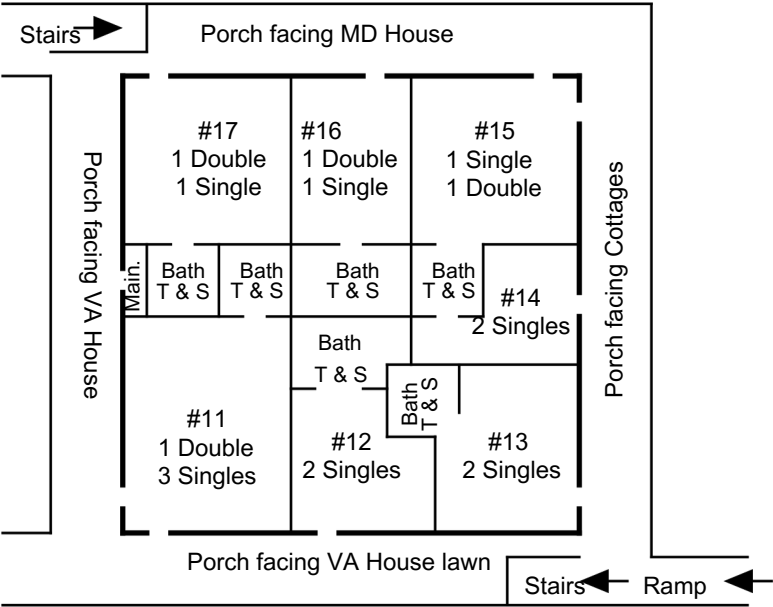 Stairs
Porch facing MD House
#17
1 Double
1 Single
#16
1 Double
1 Single
#15
1 Single
1 Double
Porch facing VA House
Porch facing Cottages
Main.
Bath
T & S
Bath
T & S
Bath
T & S
Bath
T & S
#14
2 Singles
Bath
T & S
Bath
T & S
#11
1 Double
3 Singles
#12
2 Singles
#13
2 Singles
Porch facing VA House lawn
Stairs
Ramp